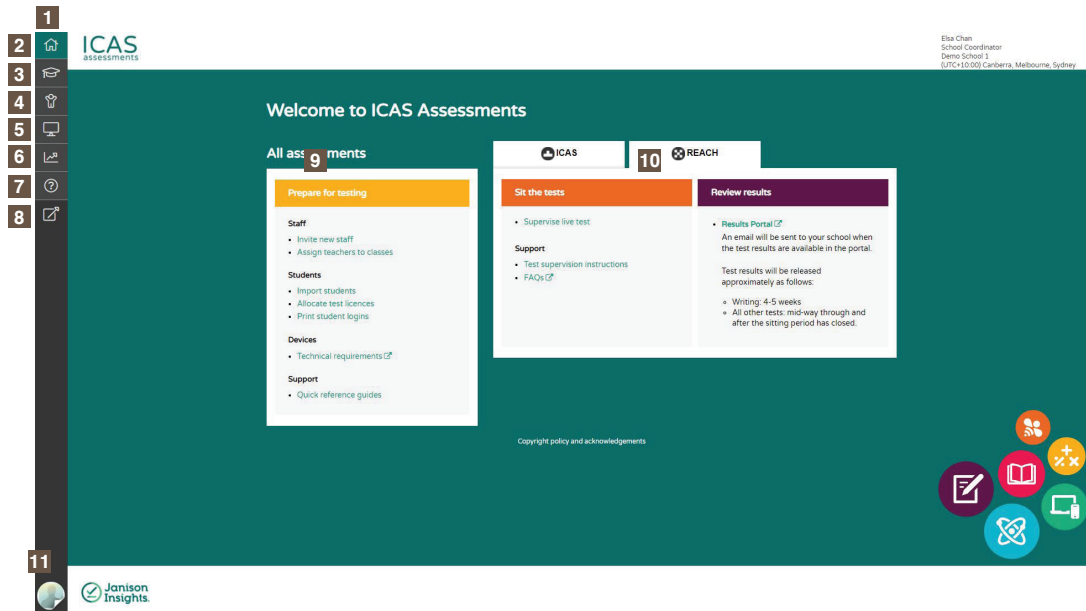 1
2
3
4
5
6
7
8
ICAS
assessments
Elsa Chan
School Coordinator
Demo School 1
(UTC+10:00) Canberra, Melbourne, Sydney
Welcome to ICAS Assessments
All ass ments
9
Prepare for testing
Staff
• Invite new staff
• Assign teachers to classes
Students
• Import students
• Allocate test licences
• Print student logins
Devices
• Technical requirements
Support
• Quick reference guides
ICAS
10
REACH
Sit the tests
• Supervise live test
Support
• Test supervision instructions
• FAQs
Review results
• Results Portal
An email will be sent to your school when
the test results are available in the portal.
Test results will be released
approximately as follows:
Writing: 4-5 weeks
All other tests: mid-way through and
after the sitting period has closed.
Copyright policy and acknowledgements
11
Janison
Insights.